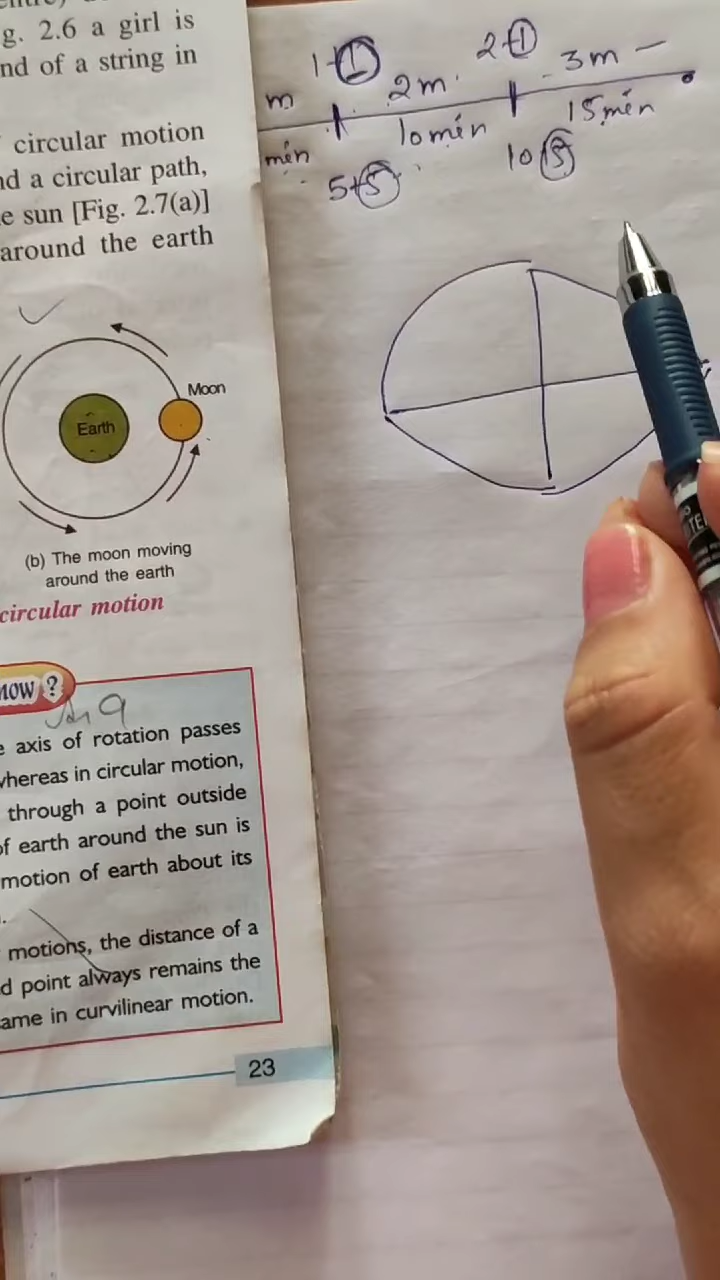 g. 2.6 a girl is
nd of a string in
circular motion
nd a circular path,
e sun [Fig. 2.7(a)]
around the earth
Moon
Earth
(b) The moon moving
around the earth
circular motion
now ?
e axis of rotation passes
whereas in circular motion,
through a point outside
of earth around the sun is
motion of earth about its
.
motions, the distance of a
d point always remains the
ame in curvilinear motion.
23
1+1 2+1
m 2m. 3m
min 10min 15min
5+5 10 5